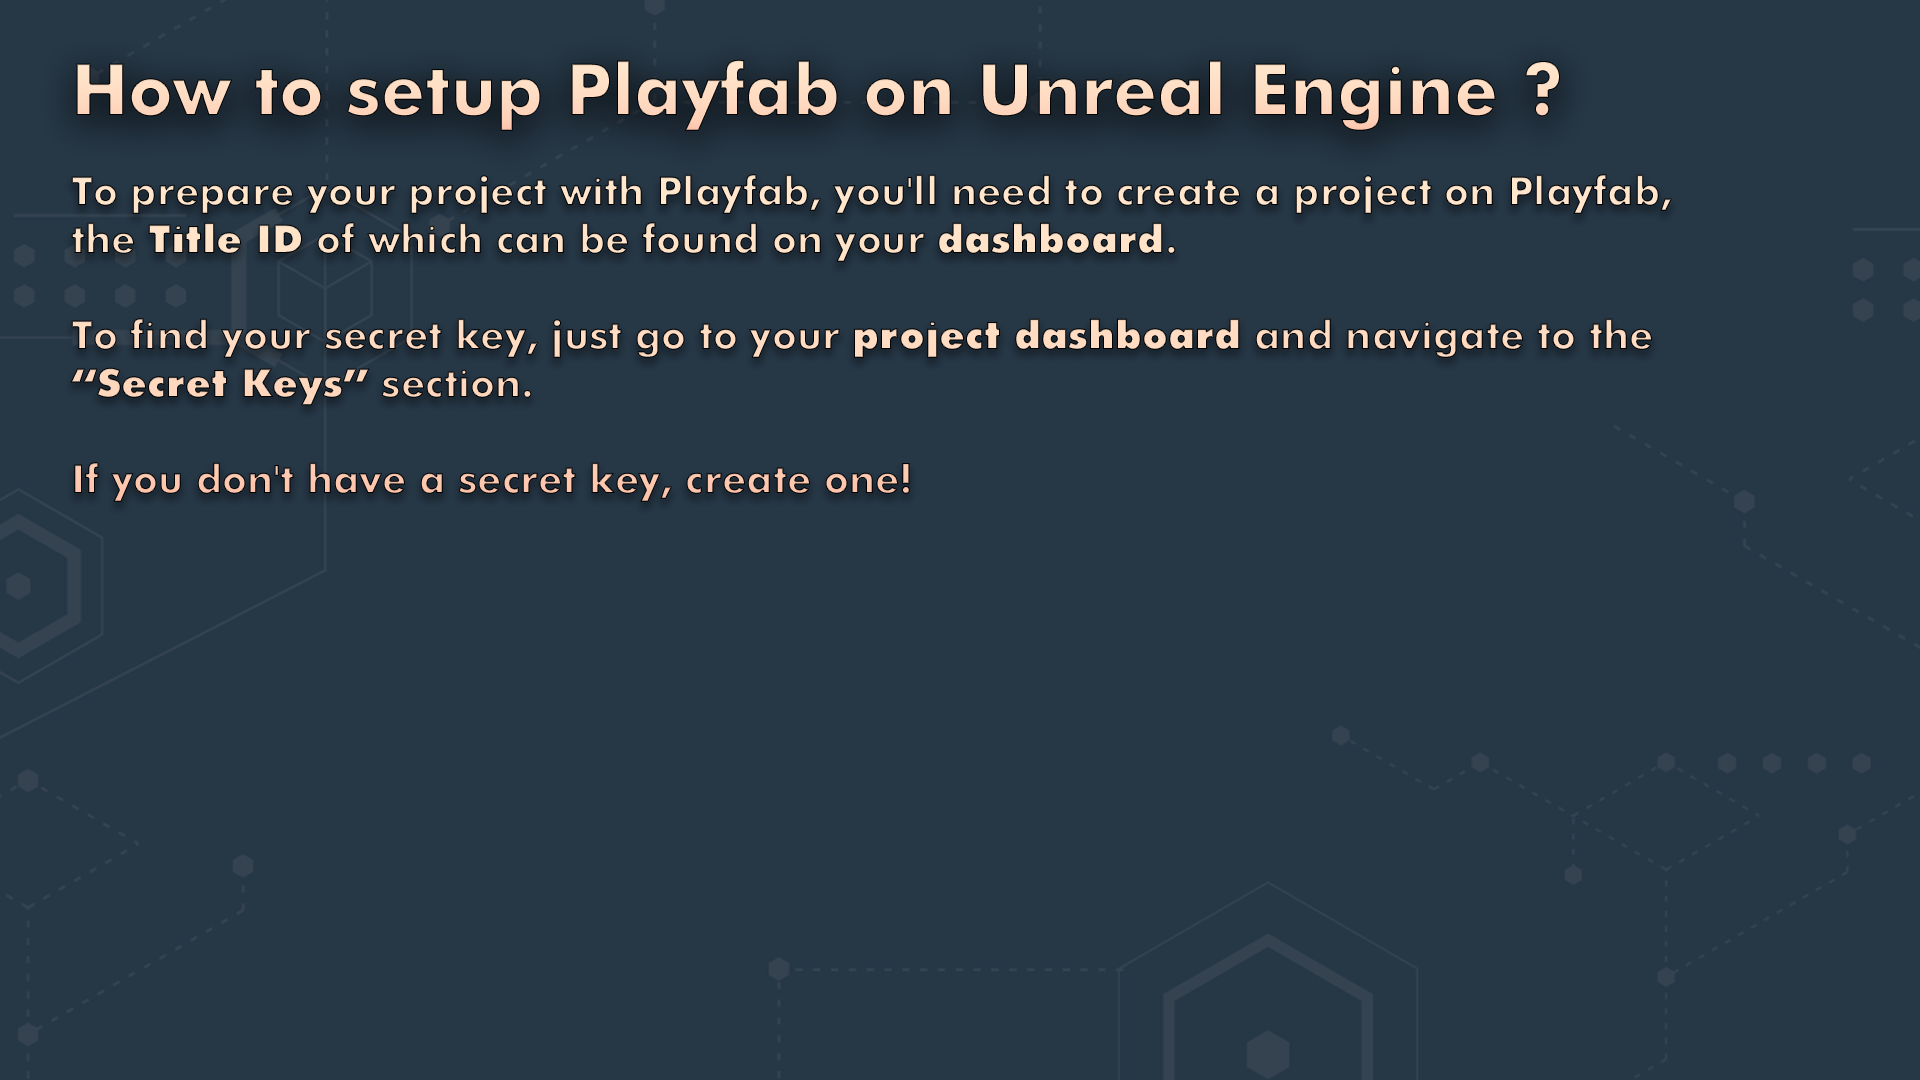 How to setup Playfab on Unreal Engine ?
To prepare your project with Playfab, you'll need to create a project on Playfab,
the Title ID of which can be found on your dashboard.
To find your secret key, just go to your project dashboard and navigate to the
“Secret Keys” section.
If you don't have a secret key, create one!